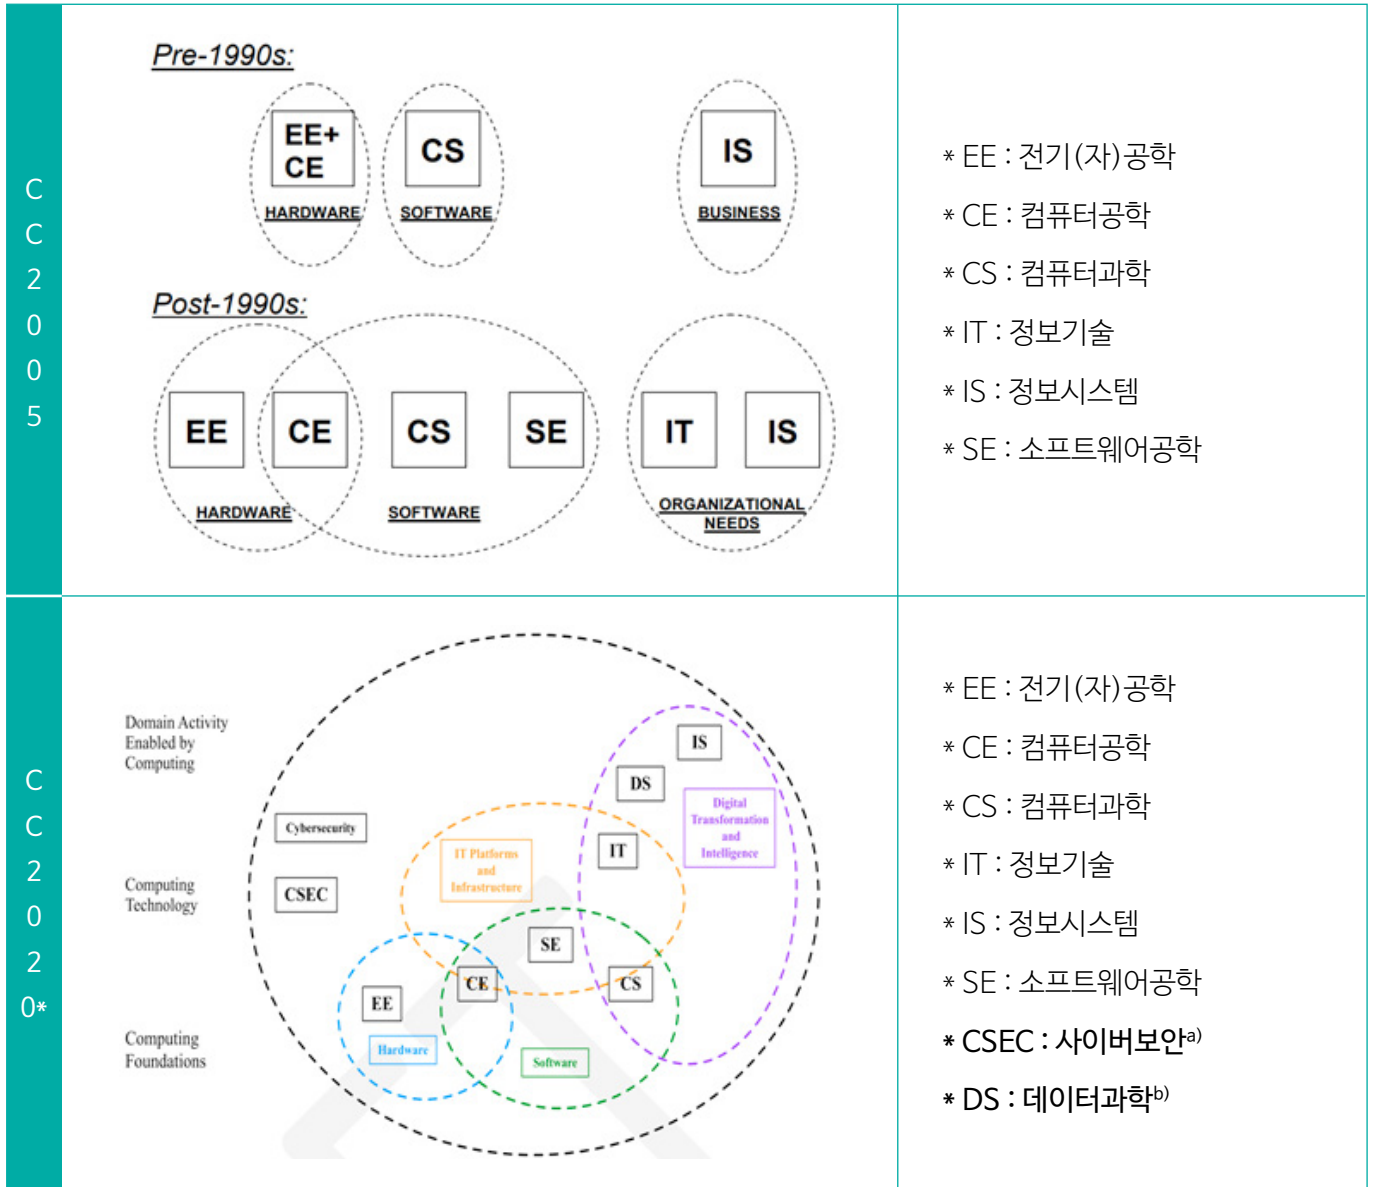 C
C
2
0
0
5
Pre-1990s:
EE+
CE
CS
IS
HARDWARE
SOFTWARE
BUSINESS
Post-1990s:
EE
CE
CS
SE
IT
IS
HARDWARE
SOFTWARE
ORGANIZATIONAL
NEEDS
* EE : 전기(자)공학
* CE : 컴퓨터공학
* CS : 컴퓨터과학
* IT : 정보기술
* IS : 정보시스템
* SE : 소프트웨어공학
C
C
2
0
2
0*
Domain Activity
Enabled by
Computing
Computing
Technology
Computing
Foundations
Cybersecurity
CSEC
IS
DS
Digital
Transformation
and
Intelligence
IT
IT Platforms
and
Infrastructure
SE
CE
CS
EE
Hardware
Software
* EE : 전기(자)공학
* CE : 컴퓨터공학
* CS : 컴퓨터과학
* IT : 정보기술
* IS : 정보시스템
* SE : 소프트웨어공학
* CSEC : 사이버보안a)
* DS : 데이터과학b)